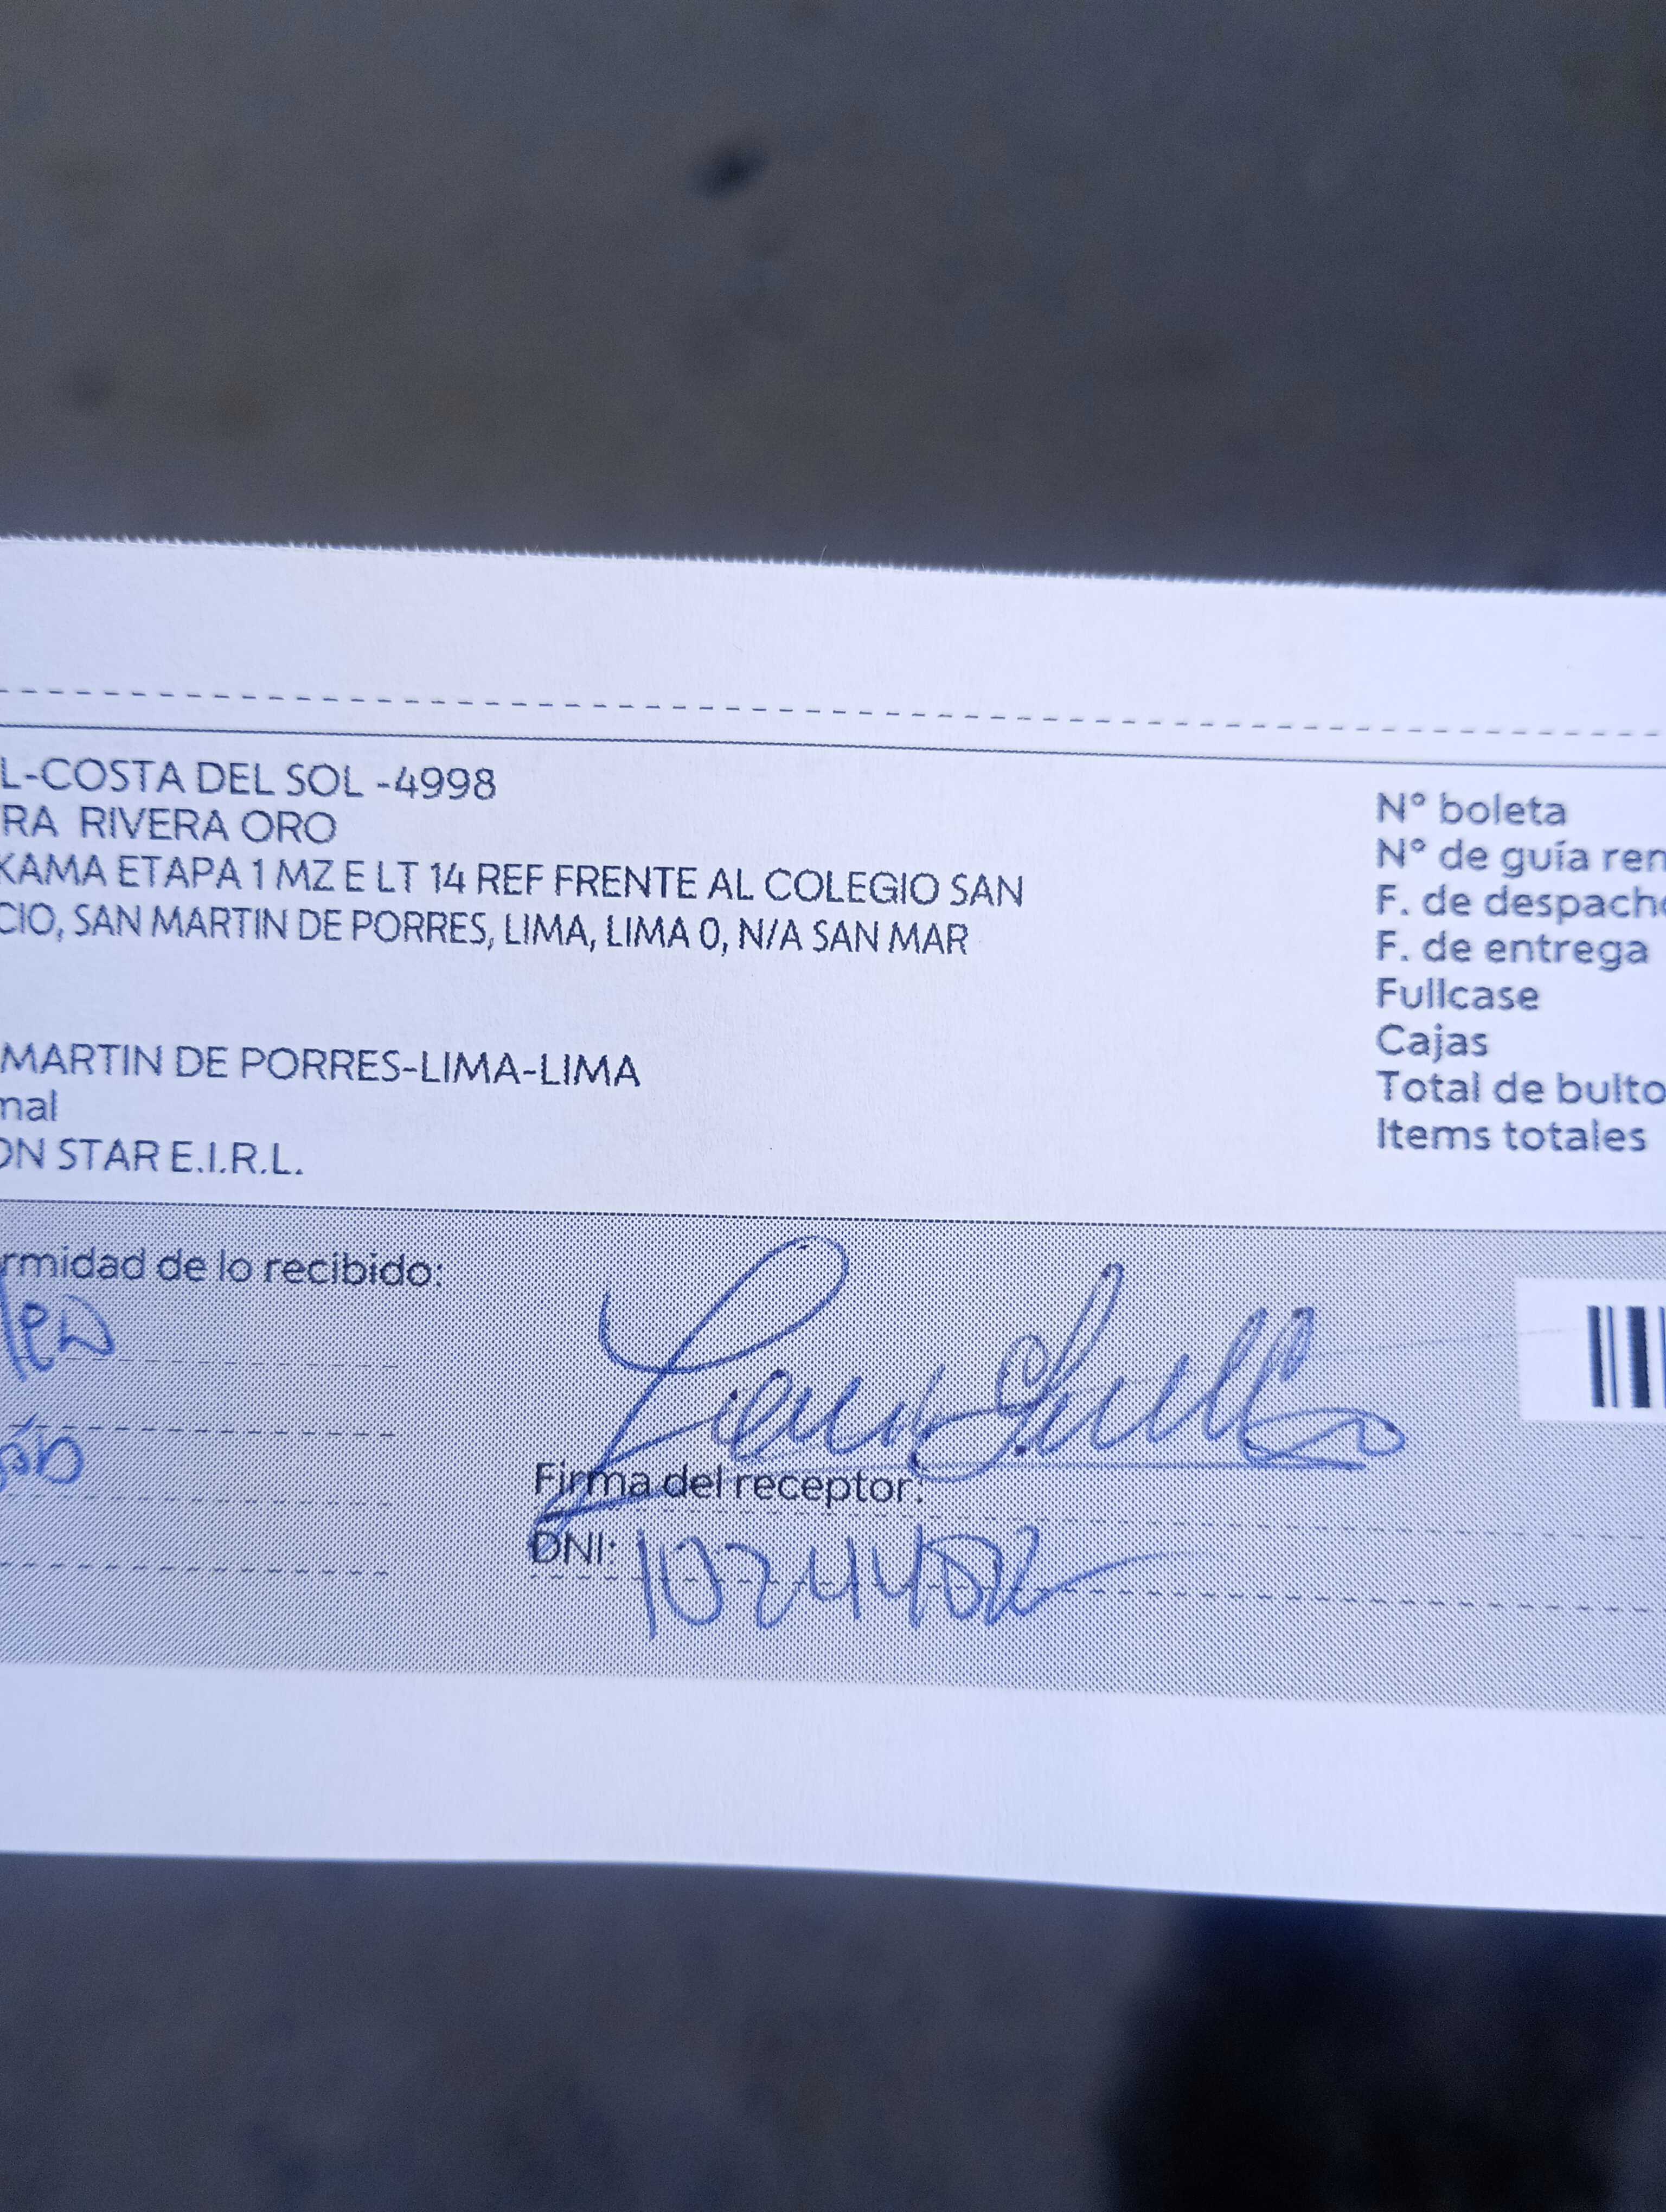 L-COSTA DEL SOL -4998
RA RIVERA ORO
KAMA ETAPA 1 MZ E LT 14 REF FRENTE AL COLEGIO SAN
CIO, SAN MARTIN DE PORRES, LIMA, LIMA 0, N/A SAN MAR
MARTIN DE PORRES-LIMA-LIMA
nal
ON STAR E.I.R.L.
N° boleta
N° de guía ren
F. de despacho
F. de entrega
Fullcase
Cajas
Total de bulto
Items totales
rmidad de lo recibido:
Firma del receptor:
DNI: